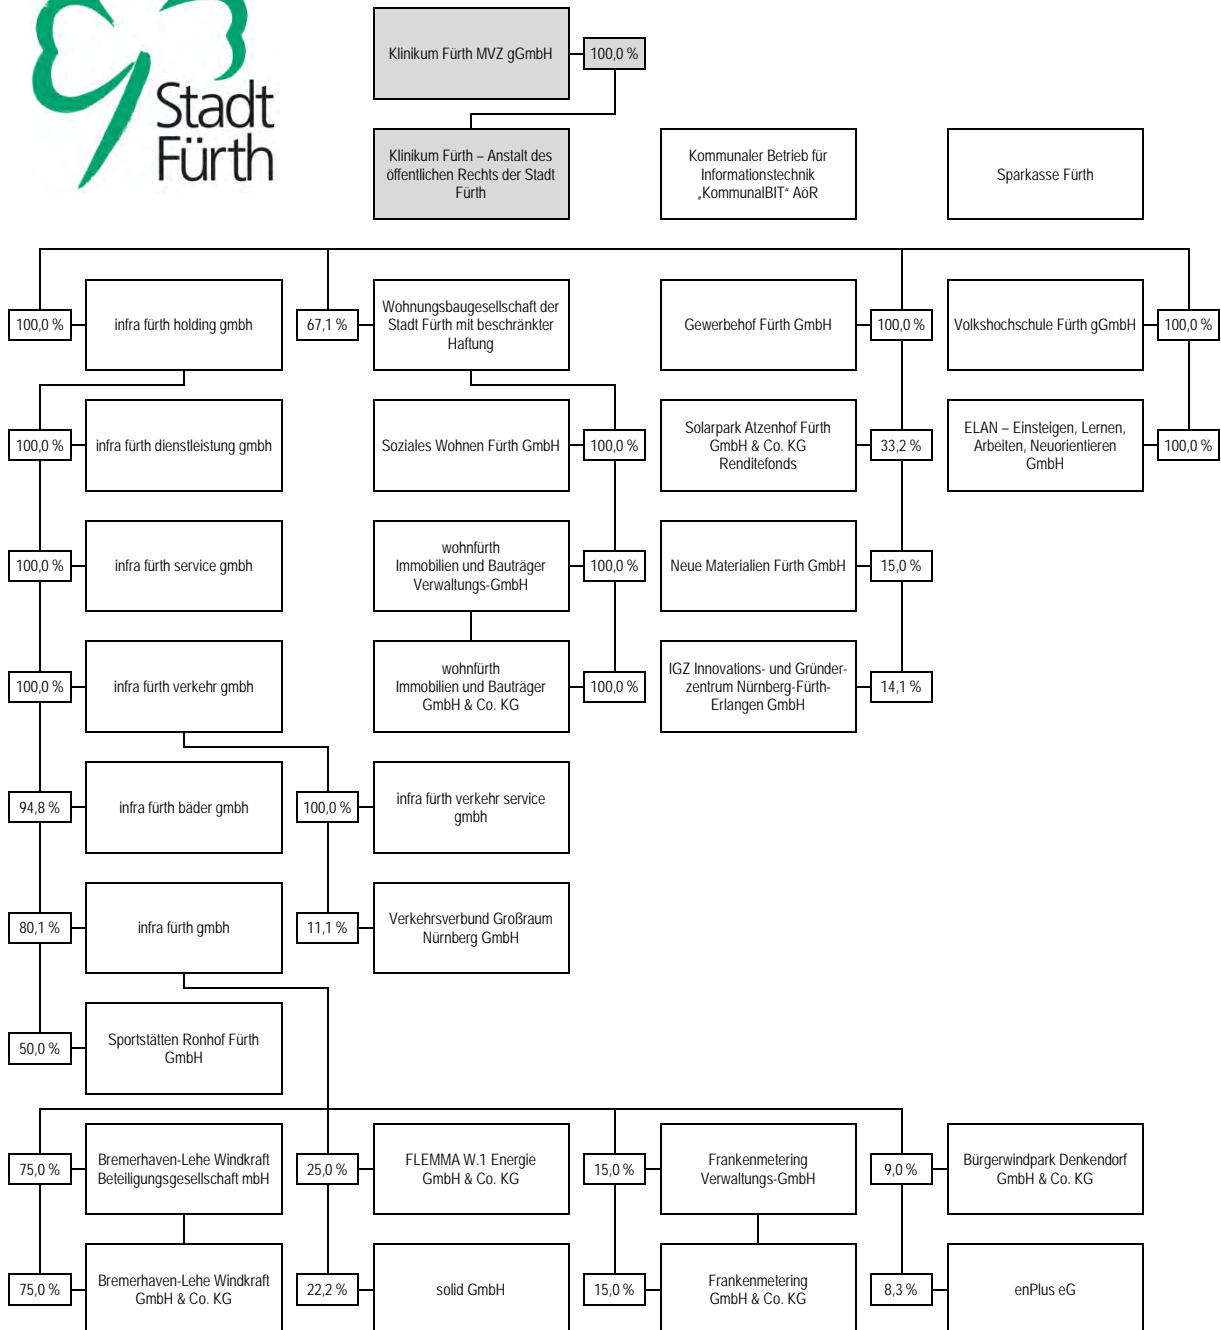 Stadt
Fürth
Klinikum Fürth MVZ gGmbH
100,0 %
Klinikum Fürth – Anstalt des
öffentlichen Rechts der Stadt
Fürth
Kommunaler Betrieb für
Informationstechnik
„KommunalBIT“ AöR
Sparkasse Fürth
100,0 %
infra fürth holding gmbh
67,1 %
Wohnungsbaugesellschaft der
Stadt Fürth mit beschränkter
Haftung
Gewerbehof Fürth GmbH
100,0 %
Volkshochschule Fürth gGmbH
100,0 %
100,0 %
infra fürth dienstleistung gmbh
Soziales Wohnen Fürth GmbH
100,0 %
Solarpark Atzenhof Fürth
GmbH & Co. KG
Renditefonds
33,2 %
ELAN – Einsteigen, Lernen,
Arbeiten, Neuorientieren
GmbH
100,0 %
100,0 %
infra fürth service gmbh
wohnfürth
Immobilien und Bauträger
Verwaltungs-GmbH
100,0 %
Neue Materialien Fürth GmbH
15,0 %
100,0 %
infra fürth verkehr gmbh
wohnfürth
Immobilien und Bauträger
GmbH & Co. KG
100,0 %
IGZ Innovations- und Gründer-
zentrum Nürnberg-Fürth-
Erlangen GmbH
14,1 %
94,8 %
infra fürth bäder gmbh
100,0 %
infra fürth verkehr service
gmbh
80,1 %
infra fürth gmbh
11,1 %
Verkehrsverbund Großraum
Nürnberg GmbH
50,0 %
Sportstätten Ronhof Fürth
GmbH
75,0 %
Bremerhaven-Lehe Windkraft
Beteiligungsgesellschaft mbH
25,0 %
FLEMMA W.1 Energie
GmbH & Co. KG
15,0 %
Frankenmetering
Verwaltungs-GmbH
9,0 %
Bürgerwindpark Denkendorf
GmbH & Co. KG
75,0 %
Bremerhaven-Lehe Windkraft
GmbH & Co. KG
22,2 %
solid GmbH
15,0 %
Frankenmetering
GmbH & Co. KG
8,3 %
enPlus eG